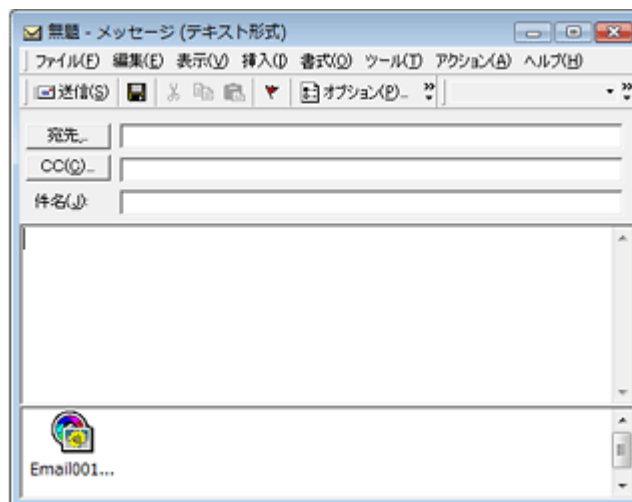 無題 - メッセージ (テキスト形式)
ファイル(F) 編集(E) 表示(V) 挿入(I) 書式(O) ツール(T) アクション(A) ヘルプ(H)
送信(S) オプション(P)...
宛先...
CC(C)...
件名(J):
Email001...